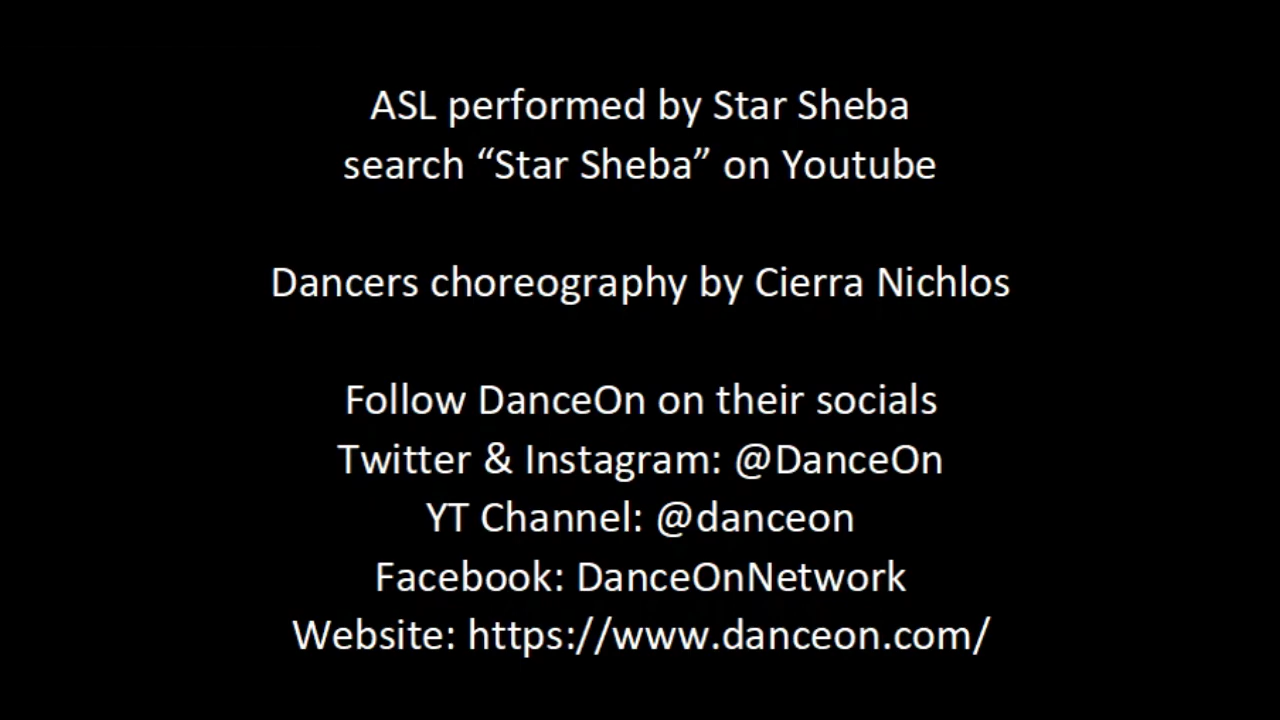 ASL performed by Star Sheba
search “Star Sheba” on Youtube
Dancers choreography by Cierra Nichlos
Follow DanceOn on their socials
Twitter & Instagram: @DanceOn
YT Channel: @danceon
Facebook: DanceOnNetwork
Website: https://www.danceon.com/